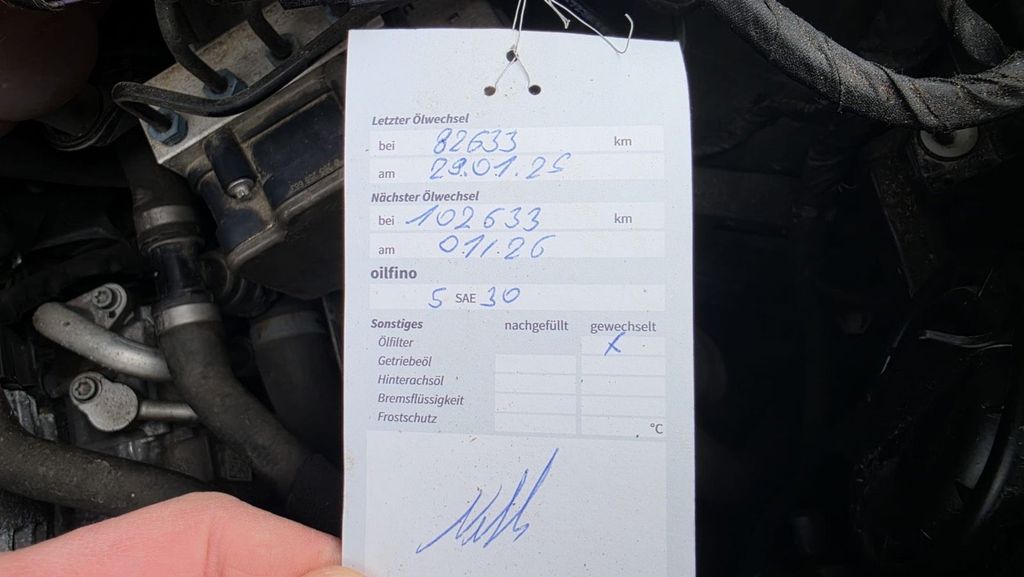 Letzter Ölwechsel
bei 82633 km
am 29.01.25
Nächster Ölwechsel
bei 102633 km
am 01/.26
oilfino
5 SAE 30
Sonstiges nachgefüllt gewechselt
Ölfilter X
Getriebeöl
Hinterachsöl
Bremsflüssigkeit
Frostschutz °C